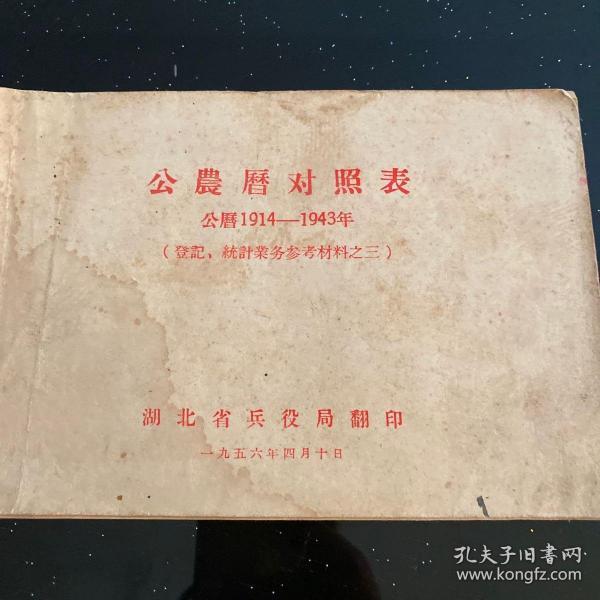 公農曆对照表
公曆1914——1943年
(登記、統計業务参考材料之三)
湖北省兵役局翻印
一九五六年四月十日
孔夫子旧書网
www.kongfz.com